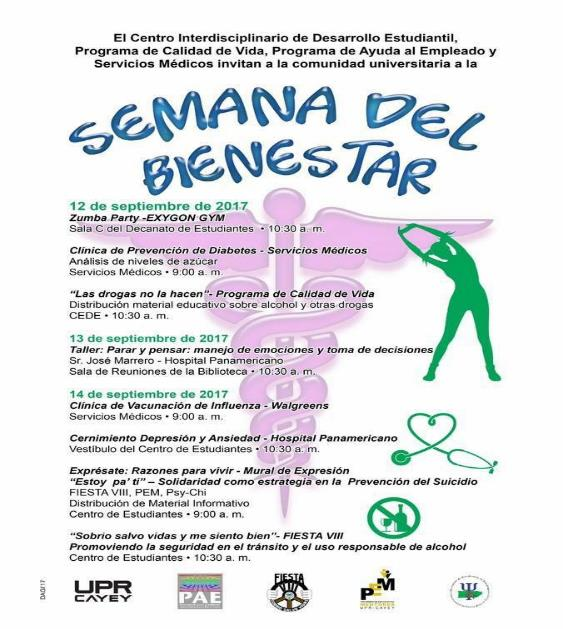 El Centro Interdisciplinario de Desarrollo Estudiantil,
Programa de Calidad de Vida, Programa de Ayuda al Empleado y
Servicios Médicos invitan a la comunidad universitaria a la
SEMANA DEL
BIENESTAR
12 de septiembre de 2017
Zumba Party -EXYGON GYM
Sala C del Decanato de Estudiantes • 10:30 a. m.
Clínica de Prevención de Diabetes - Servicios Médicos
Análisis de niveles de azúcar
Servicios Médicos • 9:00 a. m.
“Las drogas no la hacen”- Programa de Calidad de Vida
Distribución material educativo sobre alcohol y otras drogas
CEDE • 10:30 a. m.
13 de septiembre de 2017
Taller: Parar y pensar: manejo de emociones y toma de decisiones
Sr. José Marrero - Hospital Panamericano
Sala de Reuniones de la Biblioteca • 10:30 a.m.
14 de septiembre de 2017
Clínica de Vacunación de Influenza - Walgreens
Servicios Médicos • 9:00 a. m.
Cernimiento Depresión y Ansiedad - Hospital Panamericano
Vestíbulo del Centro de Estudiantes • 10:30 a. m.
Exprésate: Razones para vivir - Mural de Expresión
“Estoy pa’ ti” – Solidaridad como estrategia en la Prevención del Suicidio
FIESTA VIII, PEM, Psy-Chi
Distribución de Material Informativo
Centro de Estudiantes • 9:00 a. m.
“Sobrio salvo vidas y me siento bien”- FIESTA VIII
Promoviendo la seguridad en el tránsito y el uso responsable de alcohol
Centro de Estudiantes • 10:30 a. m.
UPR
CAYEY
PAE
FIESTA
PEM
MENTORES
UPR-CAYEY
Ψ